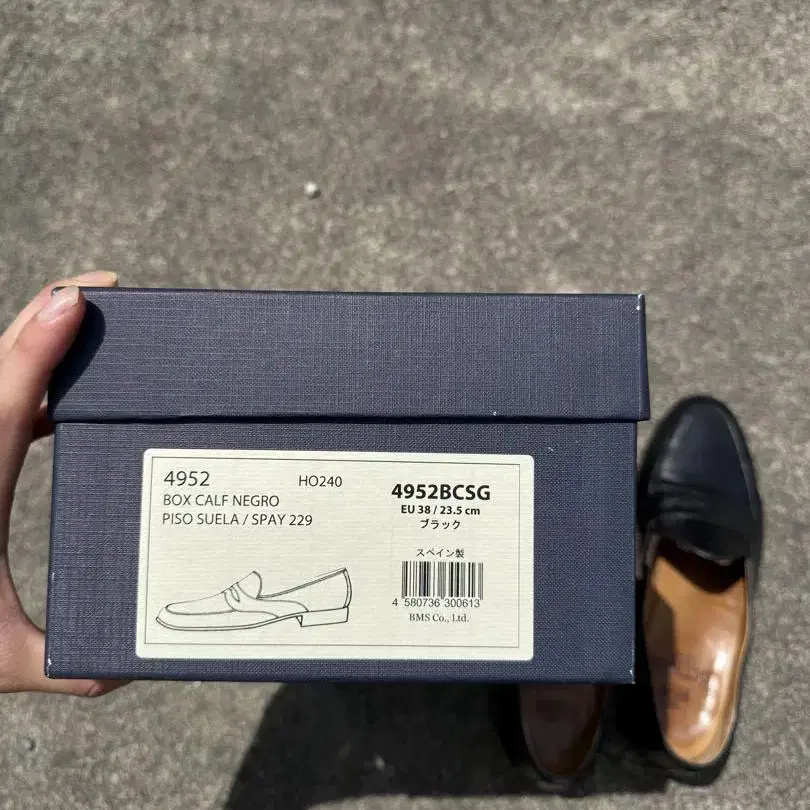 4952
HO240
BOX CALF NEGRO
PISO SUELA / SPAY 229
4952BCSG
EU 38 / 23.5 cm
ブラック
スペイン製
4 580736 300613
BMS Co., Ltd.